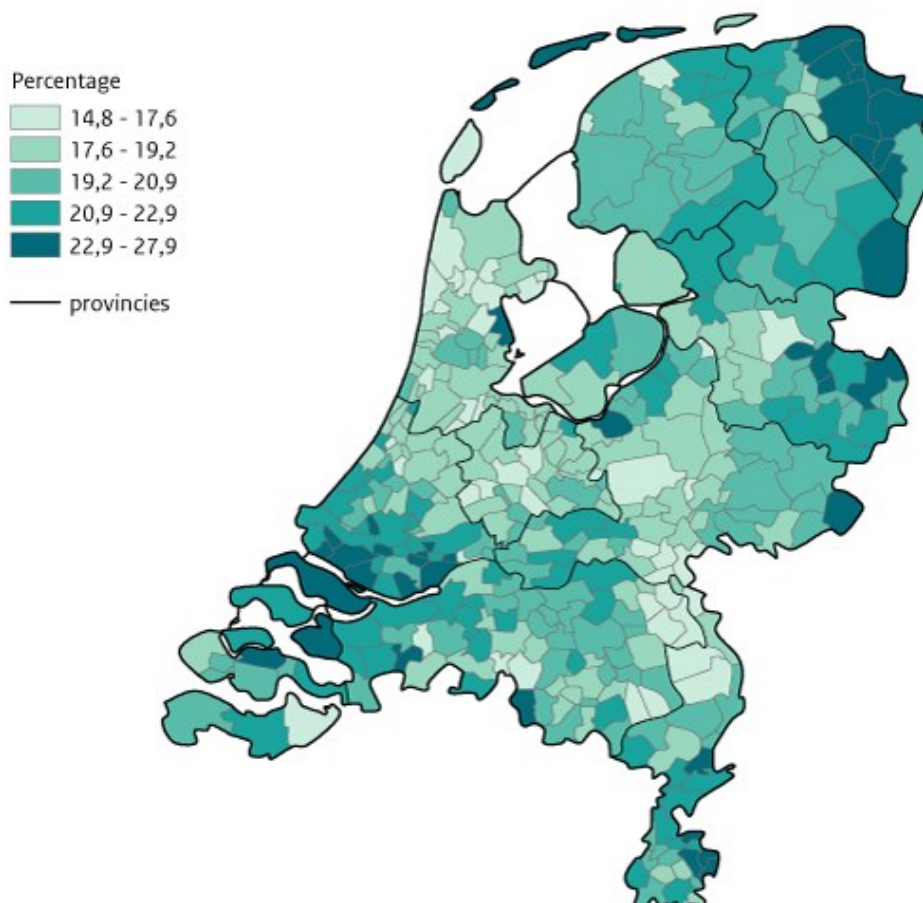 Percentage
14,8 - 17,6
17,6 - 19,2
19,2 - 20,9
20,9 - 22,9
22,9 - 27,9
provincies